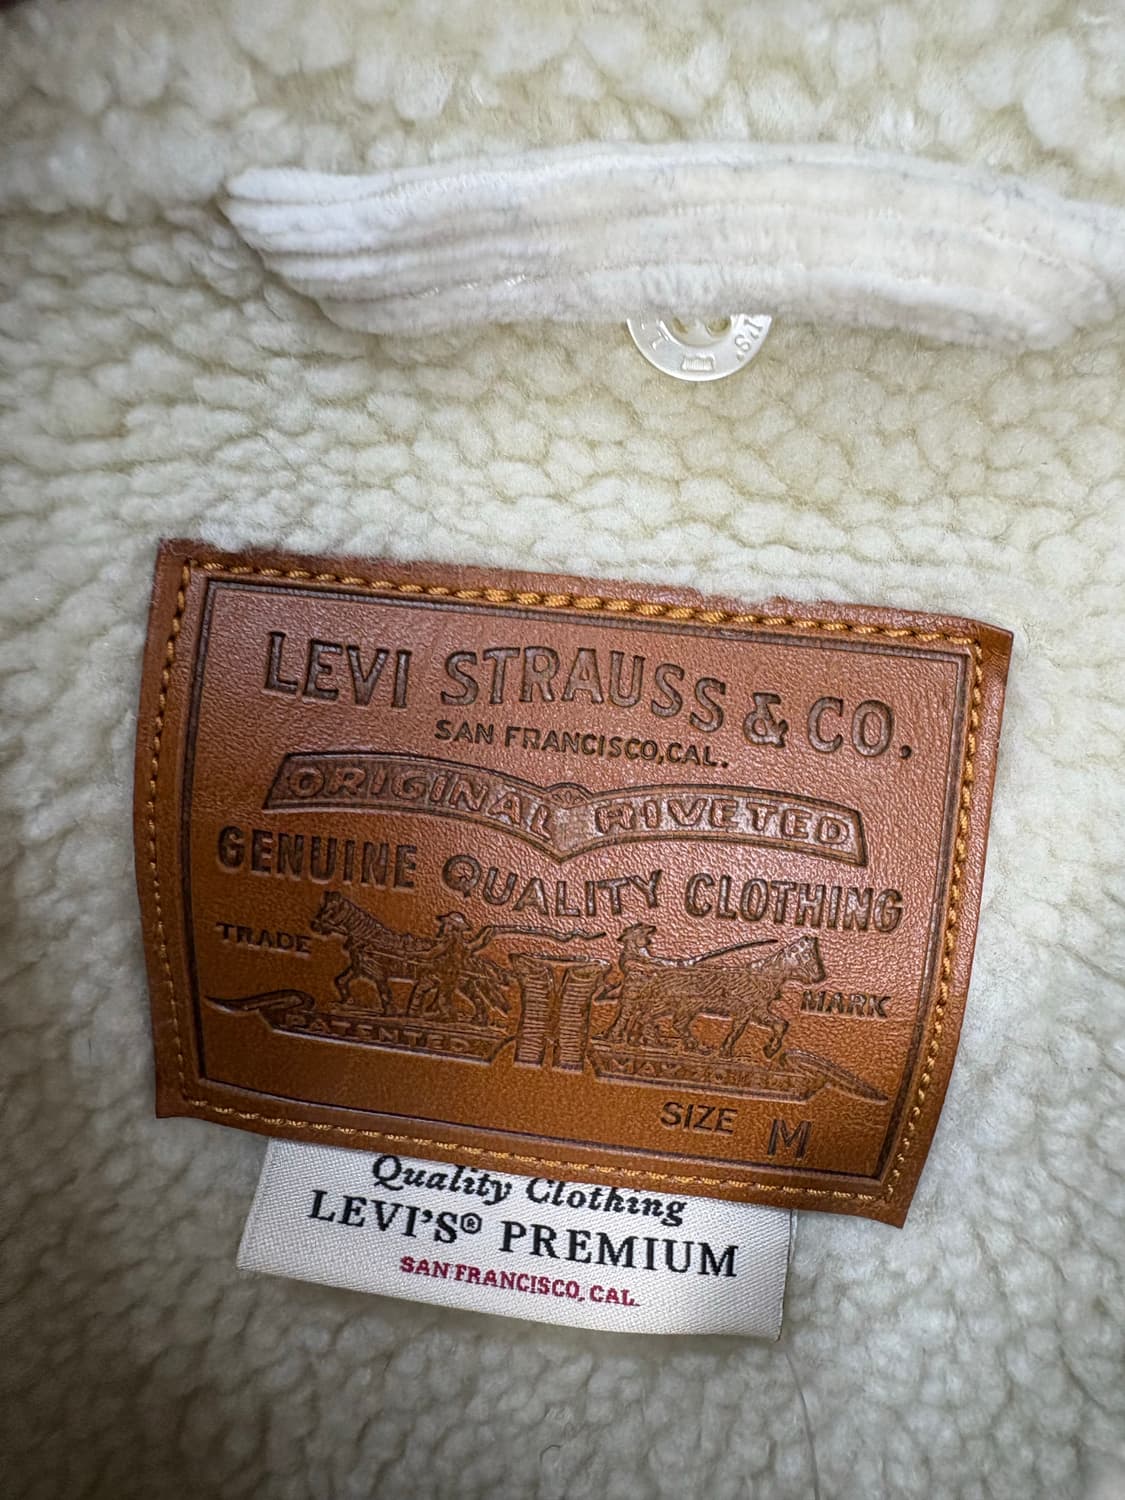 LEVI STRAUSS & CO.
SAN FRANCISCO, CAL.
ORIGINAL RIVETED
GENUINE QUALITY CLOTHING
TRADE MARK
PATENTED
SIZE M
Quality Clothing
LEVI'S® PREMIUM
SAN FRANCISCO, CAL.